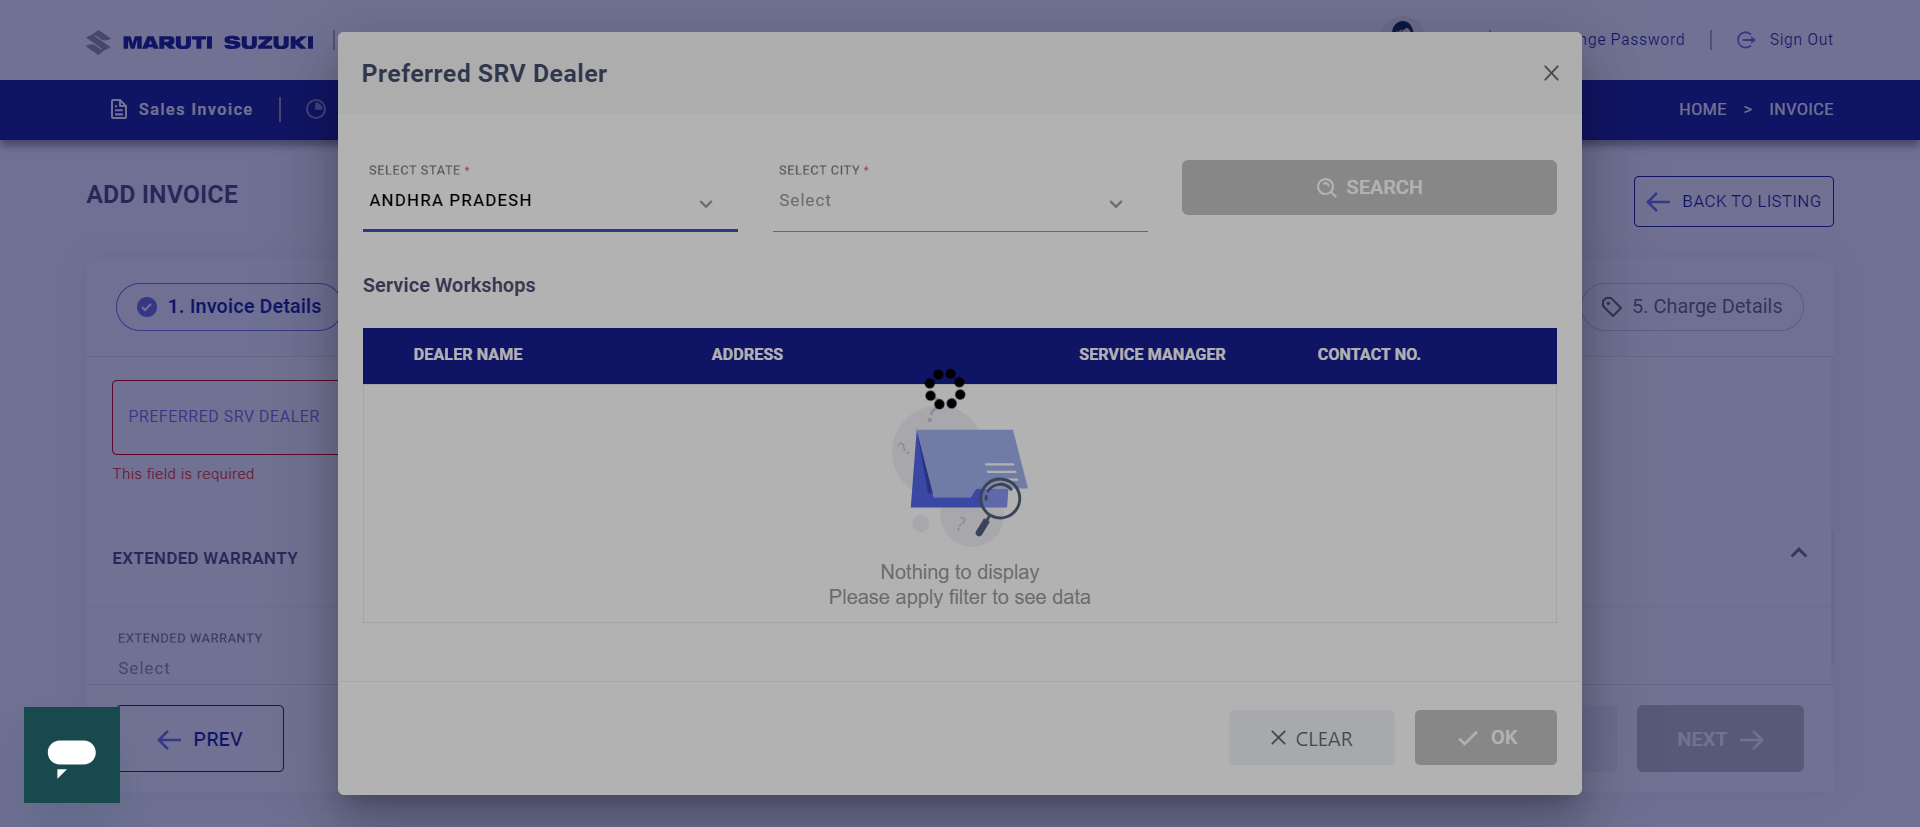 MARUTI SUZUKI
Password
Sign Out
Preferred SRV Dealer
Sales Invoice
HOME > INVOICE
ADD INVOICE
SELECT STATE *
ANDHRA PRADESH
SELECT CITY *
Select
SEARCH
BACK TO LISTING
Service Workshops
1. Invoice Details
5. Charge Details
DEALER NAME
ADDRESS
SERVICE MANAGER
CONTACT NO.
PREFERRED SRV DEALER
This field is required
EXTENDED WARRANTY
Nothing to display
Please apply filter to see data
EXTENDED WARRANTY
Select
PREV
CLEAR
OK
NEXT